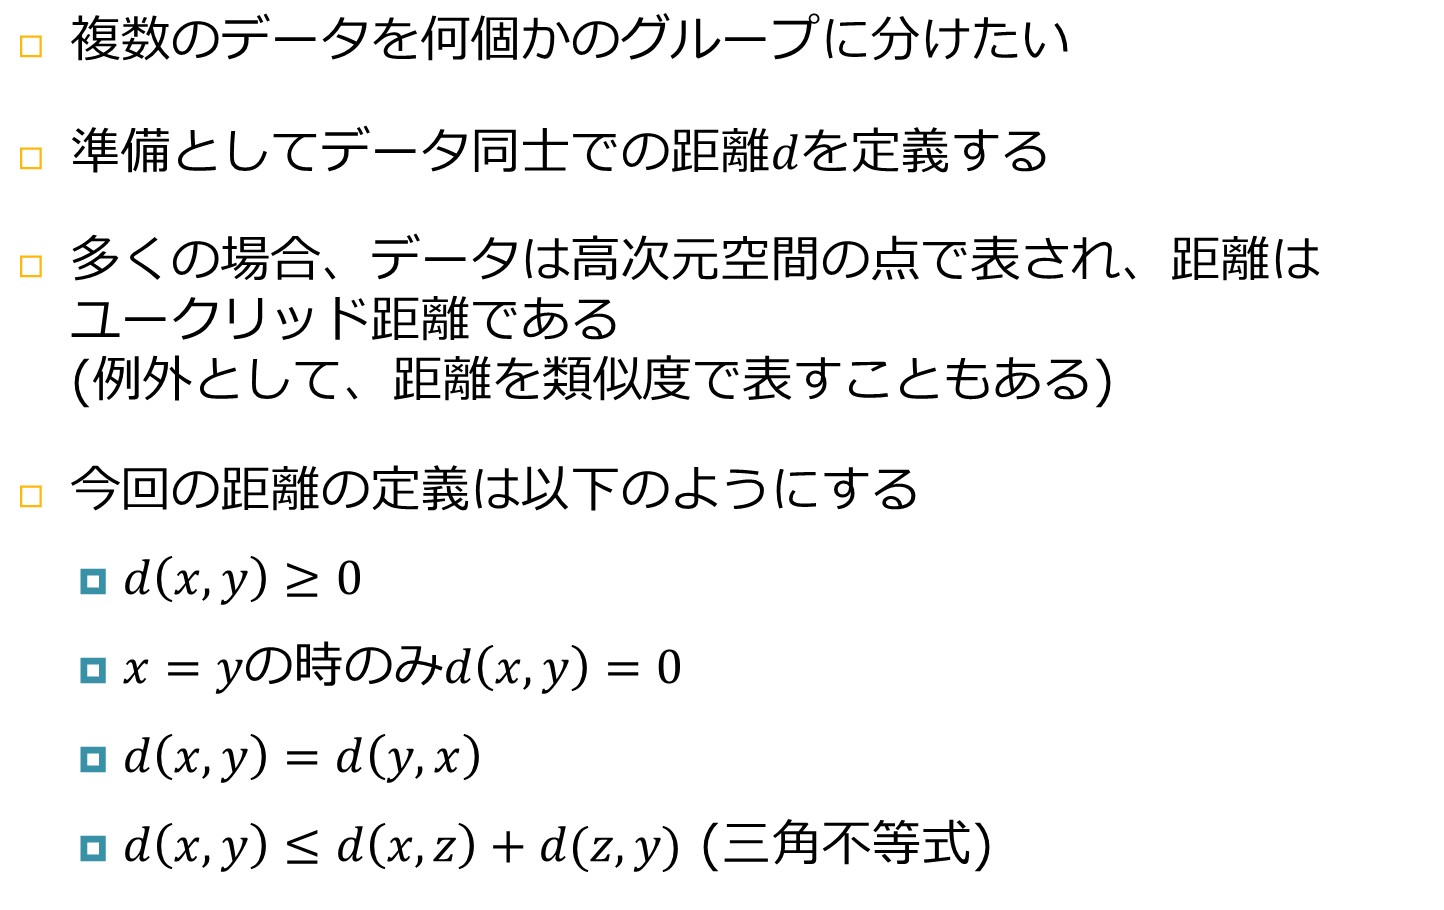 複数のデータを何個かのグループに分けたい
準備としてデータ同士での距離dを定義する
多くの場合、データは高次元空間の点で表され、距離は
ユークリッド距離である
(例外として、距離を類似度で表すこともある)
今回の距離の定義は以下のようにする
d(x, y) ≥ 0
x = yの時のみd(x, y) = 0
d(x, y) = d(y, x)
d(x, y) ≤ d(x, z) + d(z, y) (三角不等式)